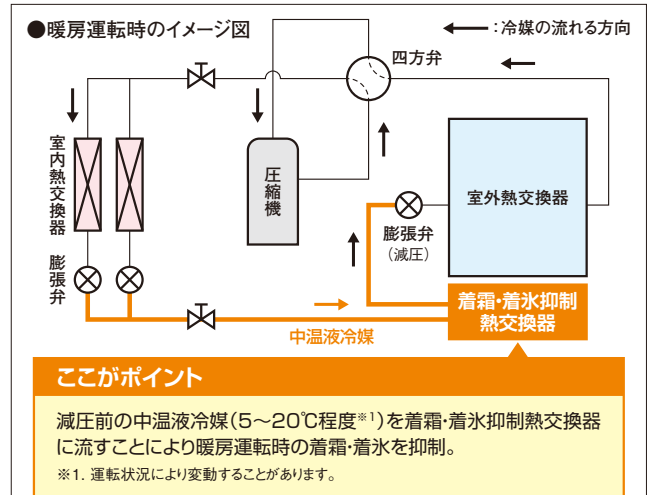 ●暖房運転時のイメージ図
←:冷媒の流れる方向
四方弁
室内熱交換器
圧縮機
室外熱交換器
膨張弁
(減圧)
膨張弁
着霜・着氷抑制
熱交換器
中温液冷媒
ここがポイント
減圧前の中温液冷媒(5〜20℃程度※1)を着霜・着氷抑制熱交換器
に流すことにより暖房運転時の着霜・着氷を抑制。
※1. 運転状況により変動することがあります。